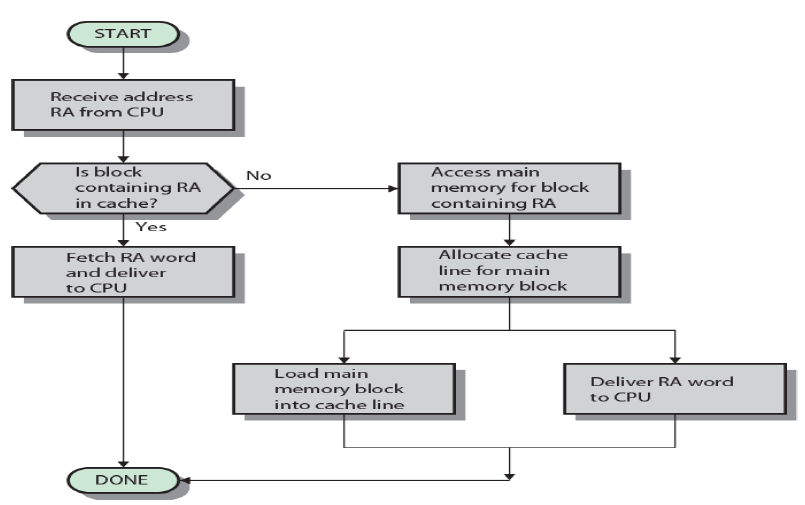 START
Receive address
RA from CPU
Is block
containing RA
in cache?
No
Access main
memory for block
containing RA
Yes
Fetch RA word
and deliver
to CPU
Allocate cache
line for main
memory block
Load main
memory block
into cache line
Deliver RA word
to CPU
DONE